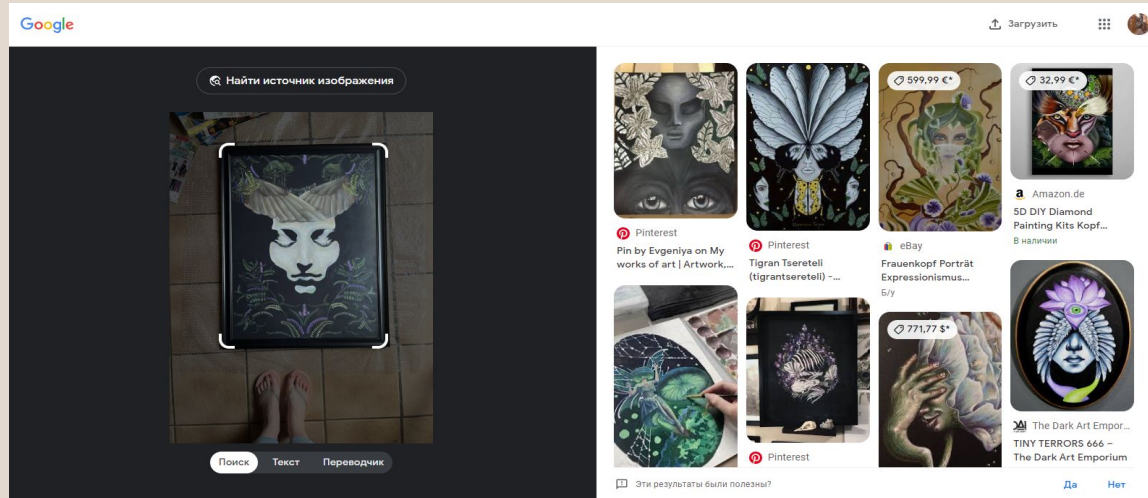 Google
Загрузить
Найти источник изображения
Поиск
Текст
Переводчик
Pinterest
Pin by Evgeniya on My
works of art | Artwork,...
Pinterest
Tigran Tsereteli
(tigrantsereteli) -...
Pinterest
599,99 €*
eBay
Frauenkopf Porträt
Expressionismus...
Б/у
771,77 $*
32,99 €*
Amazon.de
5D DIY Diamond
Painting Kits Kopf...
В наличии
The Dark Art Empor...
TINY TERRORS 666 –
The Dark Art Emporium
Эти результаты были полезны?
Да
Нет